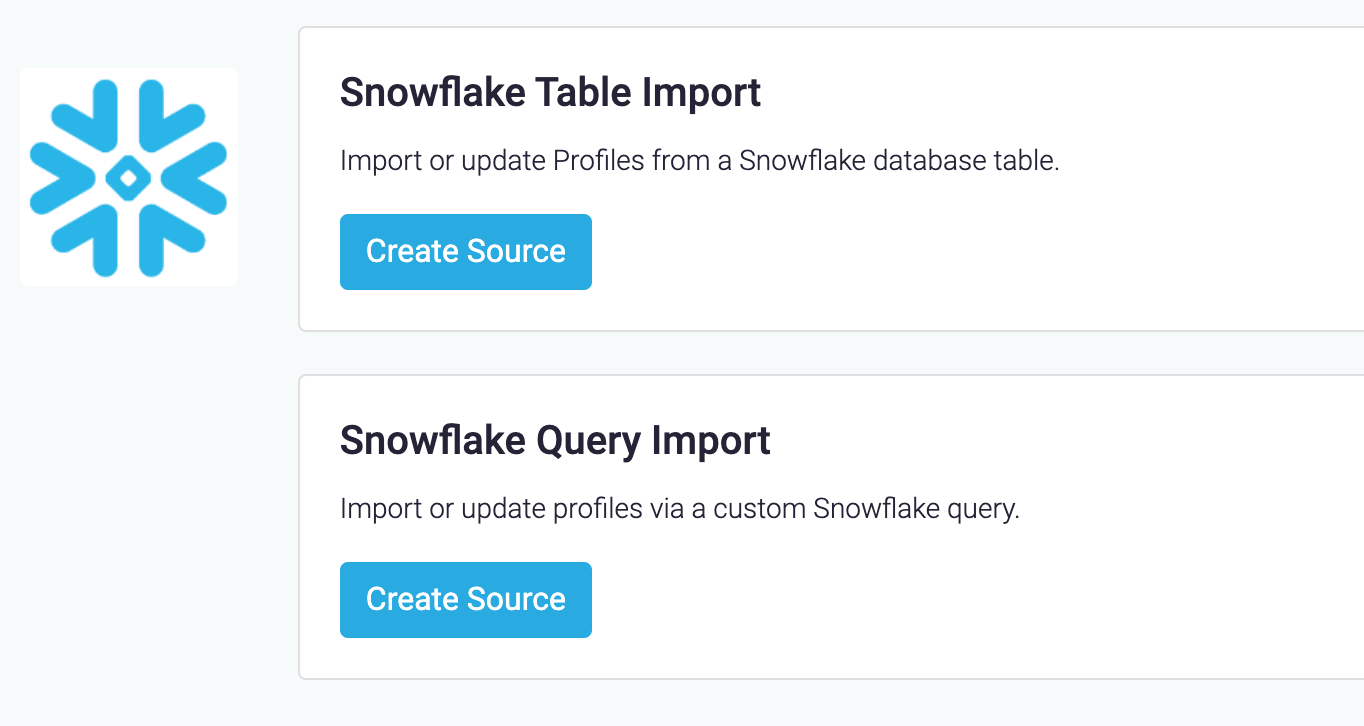 Snowflake Table Import
Import or update Profiles from a Snowflake database table.
Create Source
Snowflake Query Import
Import or update profiles via a custom Snowflake query.
Create Source